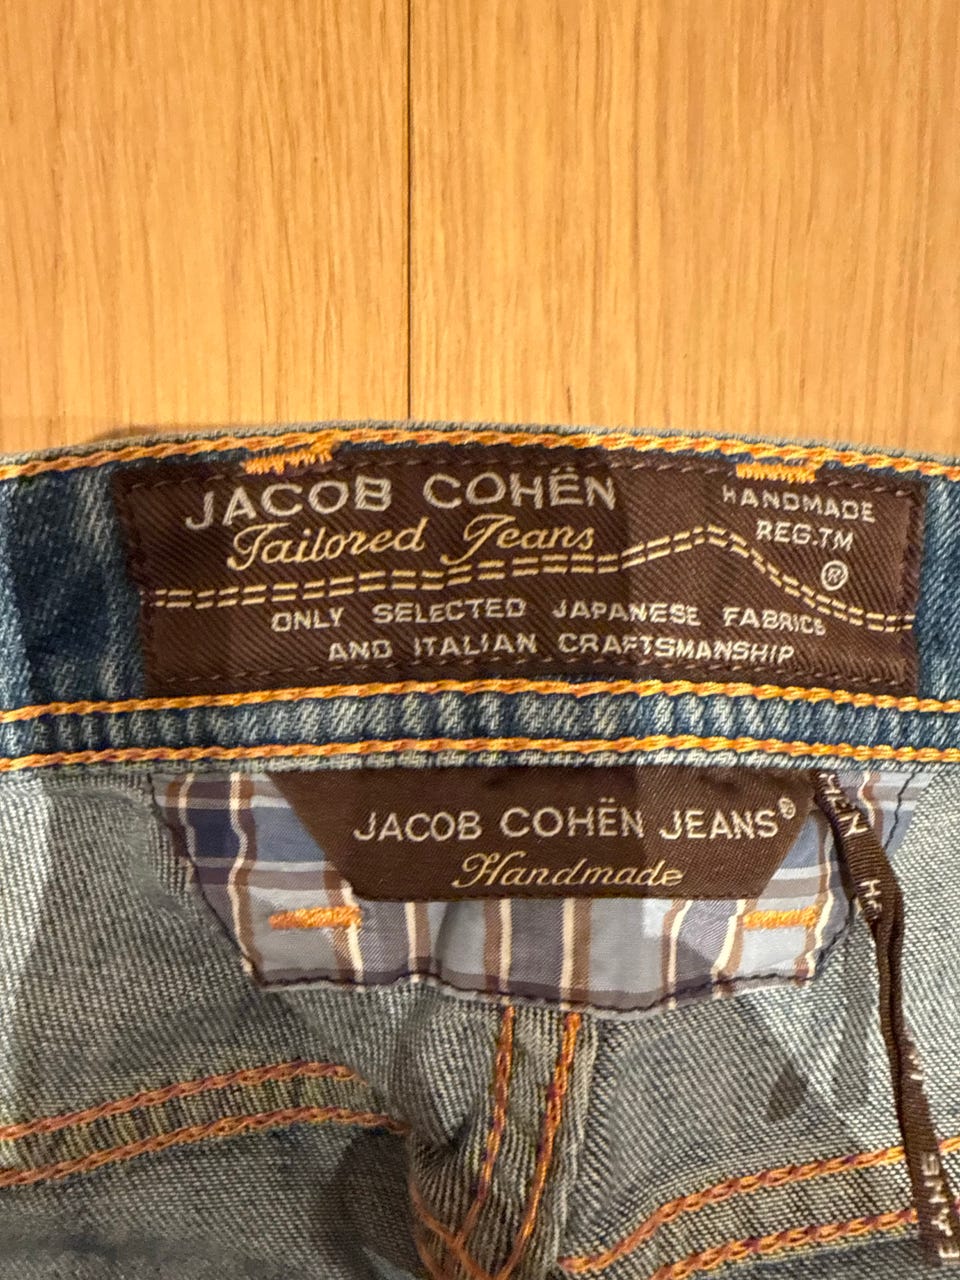 JACOB COHËN
Tailored Jeans
HANDMADE
REG.TM
®
ONLY SELECTED JAPANESE FABRICS
AND ITALIAN CRAFTSMANSHIP
JACOB COHËN JEANS®
Handmade